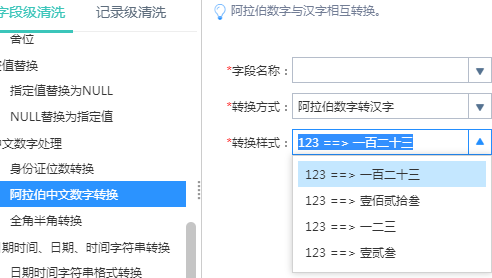 字段级清洗 记录级清洗
舍位
值替换
指定值替换为NULL
NULL替换为指定值
中文数字处理
身份证位数转换
阿拉伯中文数字转换
全角半角转换
期时间、日期、时间字符串转换
日期时间字符串格式转换
阿拉伯数字与汉字相互转换。
*字段名称：
*转换方式： 阿拉伯数字转汉字
*转换样式： 123 ==> 一百二十三
123 ==> 一百二十三
123 ==> 壹佰贰拾叁
123 ==> 一二三
123 ==> 壹贰叁